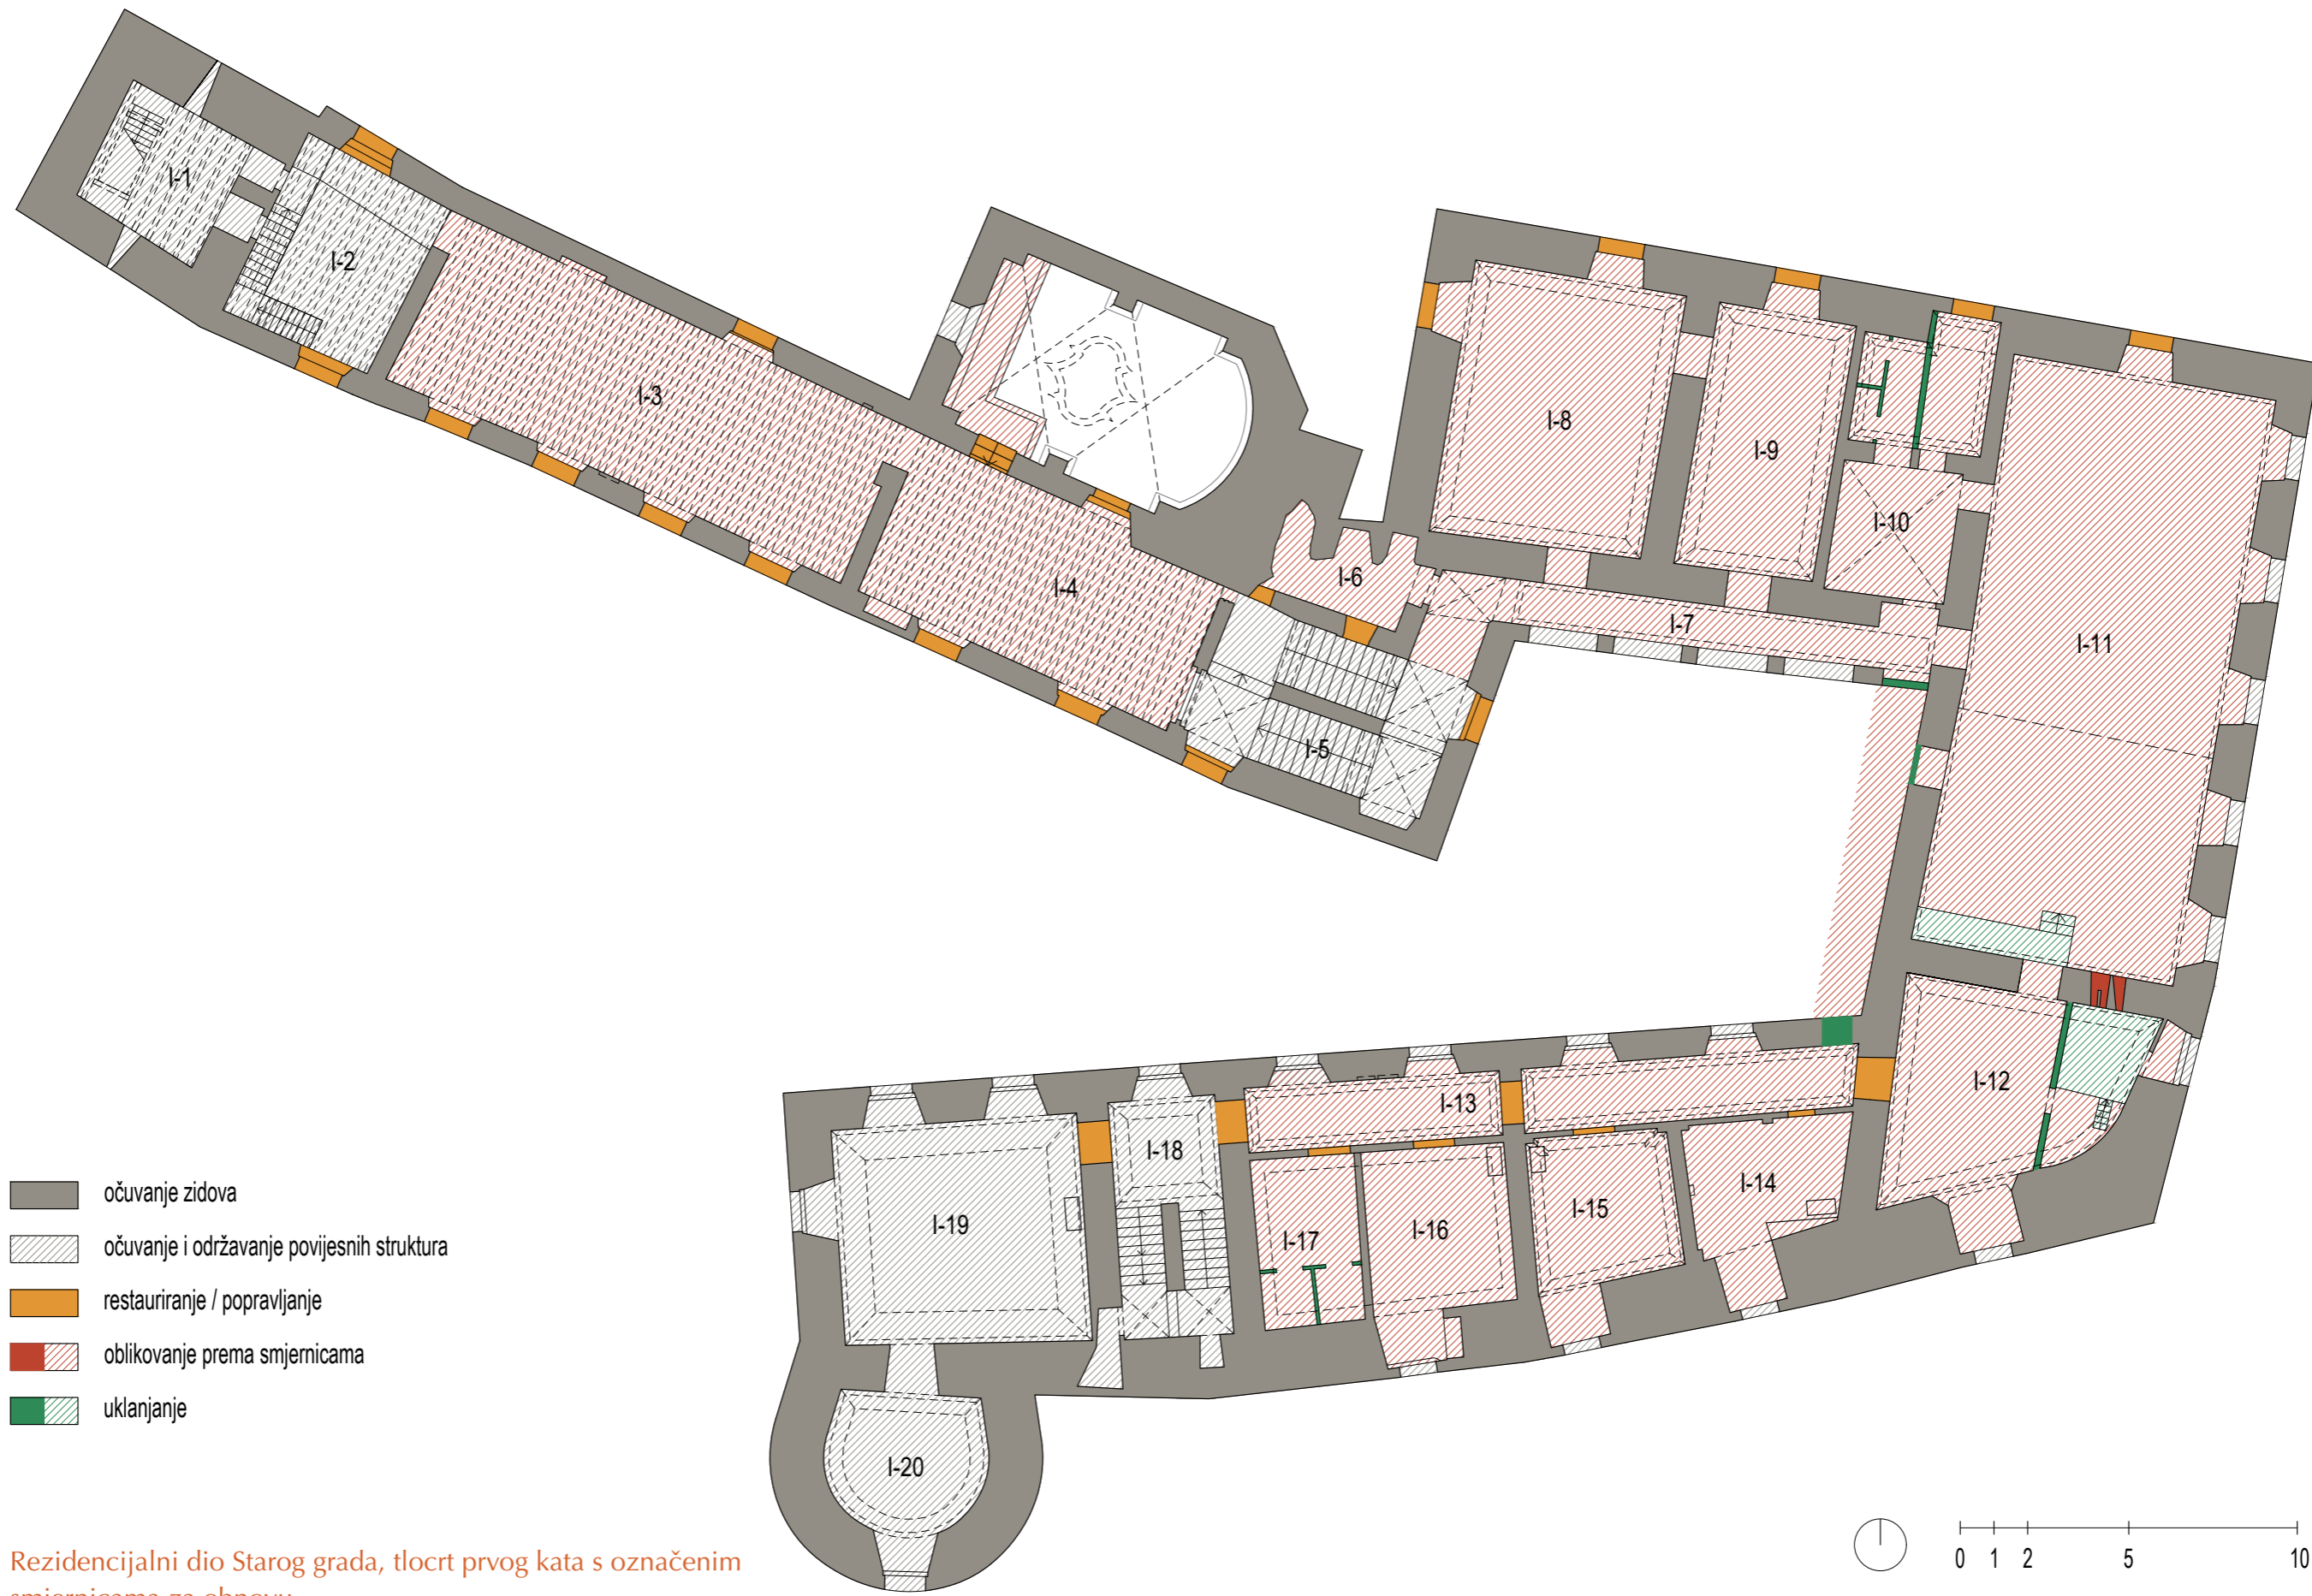 I-1
I-2
I-3
I-4
I-5
I-6
I-7
I-8
I-9
I-10
I-11
I-12
I-13
I-14
I-15
I-16
I-17
I-18
I-19
I-20
očuvanje zidova
očuvanje i održavanje povijesnih struktura
restauriranje / popravljanje
oblikovanje prema smjernicama
uklanjanje
0 1 2 5 10
Rezidencijalni dio Starog grada, tlocrt prvog kata s označenim